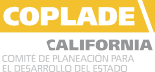 COPLADE
CALIFORNIA
COMITE DE PLANEACION PARA
EL DESARROLLO DEL ESTADO